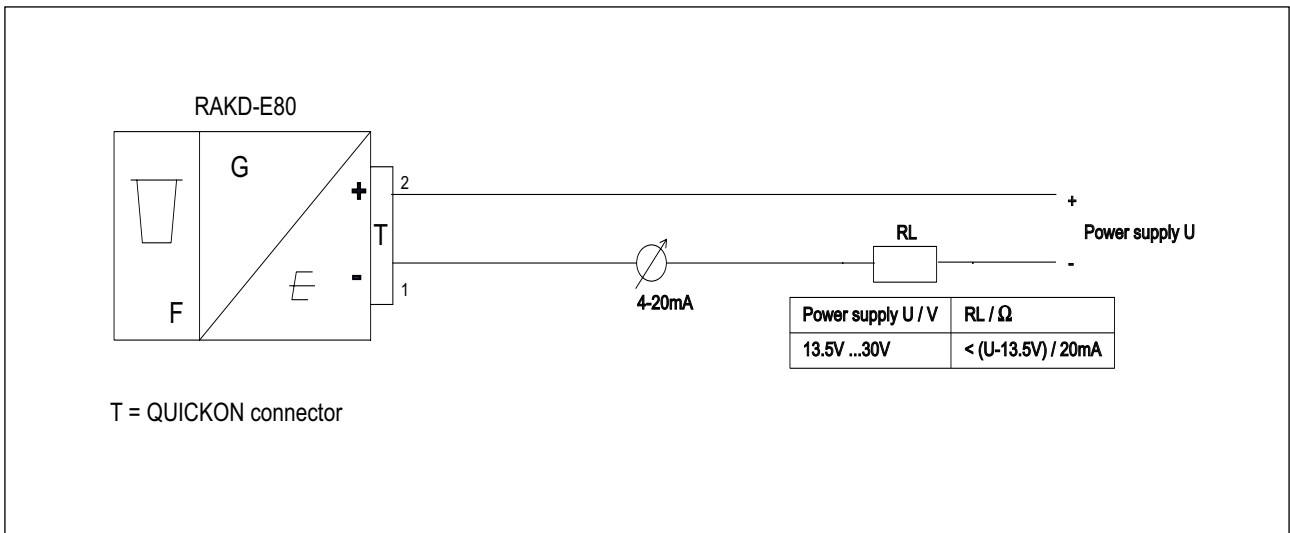 RAKD-E80
G
+
2
T
E
-
1
F
+
Power supply U
-
RL
4-20mA
Power supply U / V RL / Ω
13.5V ...30V < (U-13.5V) / 20mA
T = QUICKON connector